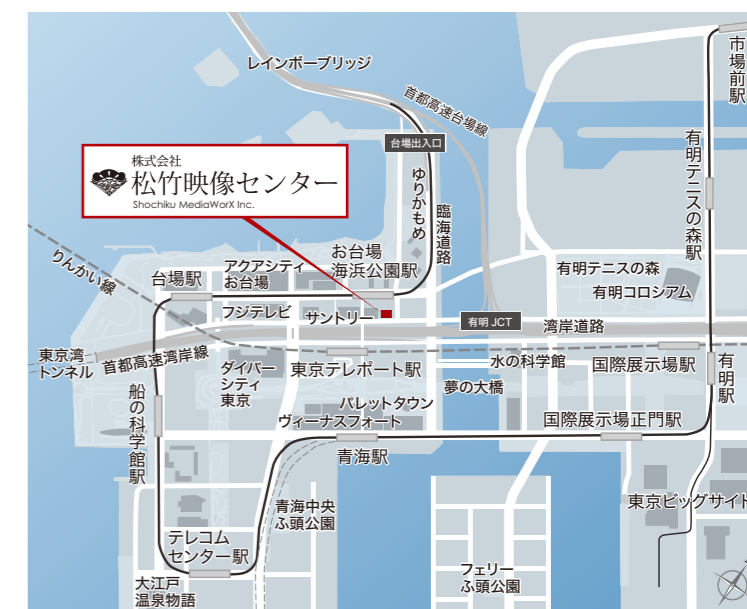 レインボーブリッジ
首都高速台場線
市場前駅
台場出入口
有明テニスの森駅
株式会社
松竹映像センター
Shochiku MediaWorX Inc.
ゆりかもめ
臨海道路
りんかい線
お台場
海浜公園駅
アクアシティ
お台場
台場駅
有明テニスの森
有明コロシアム
フジテレビ
サントリー
有明 JCT
湾岸道路
東京湾
トンネル
首都高速湾岸線
ダイバー
シティ
東京
東京テレポート駅
水の科学館
国際展示場駅
有明駅
夢の大橋
船の科学館駅
パレットタウン
ヴィーナスフォート
国際展示場正門駅
青海駅
青海中央
ふ頭公園
東京ビッグサイト
テレコム
センター駅
フェリー
ふ頭公園
大江戸
温泉物語